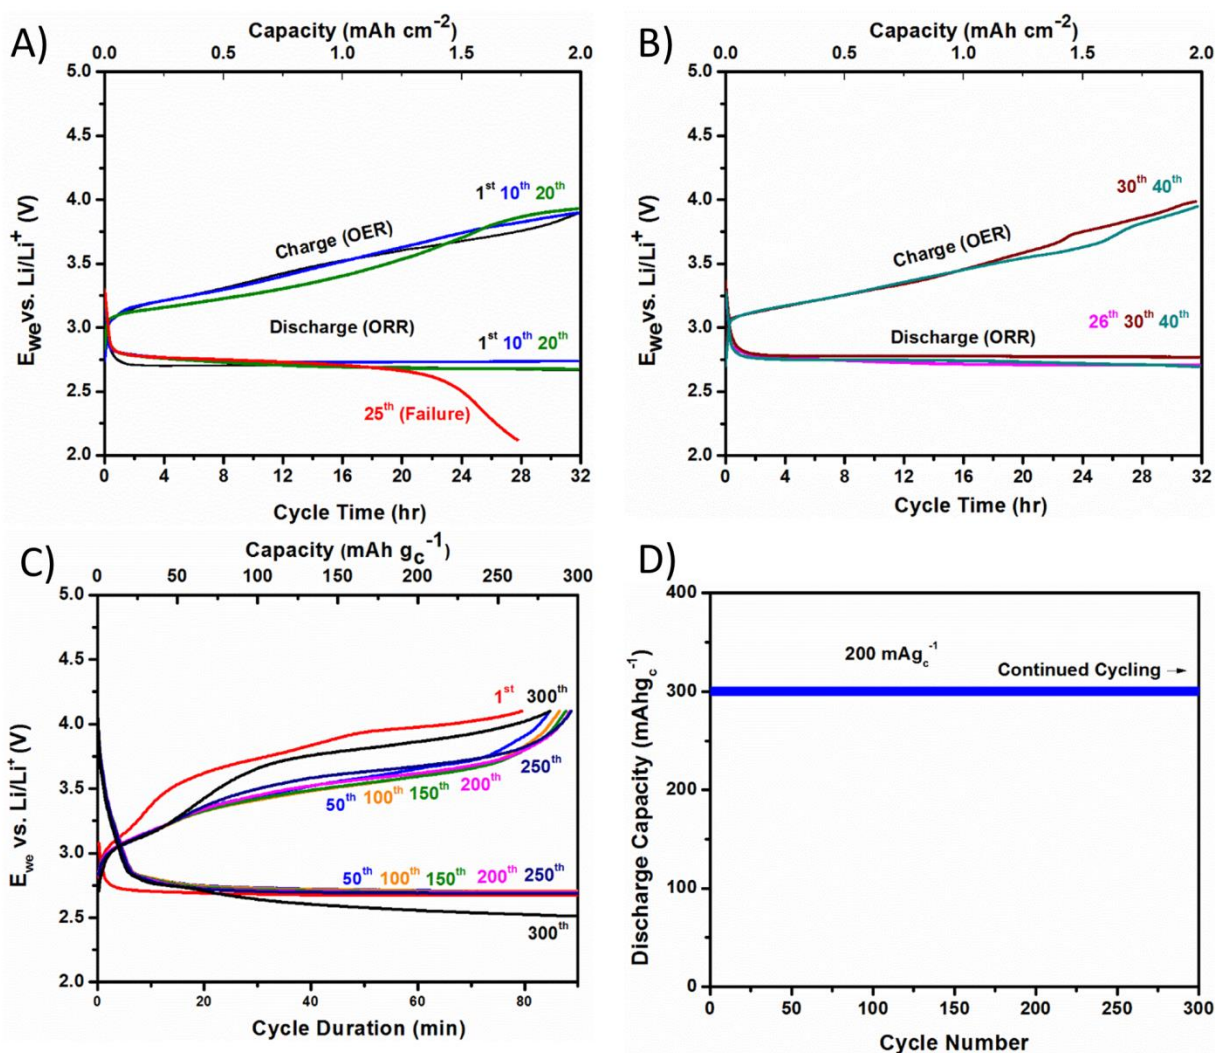 A)
Capacity (mAh cm⁻²)
0.0 0.5 1.0 1.5 2.0
5.0
4.5
4.0
3.5
3.0
2.5
2.0
E_we vs. Li/Li⁺ (V)
1ˢᵗ 10ᵗʰ 20ᵗʰ
Charge (OER)
Discharge (ORR)
1ˢᵗ 10ᵗʰ 20ᵗʰ
25ᵗʰ (Failure)
0 4 8 12 16 20 24 28 32
Cycle Time (hr)
B)
Capacity (mAh cm⁻²)
0.0 0.5 1.0 1.5 2.0
5.0
4.5
4.0
3.5
3.0
2.5
2.0
E_we vs. Li/Li⁺ (V)
30ᵗʰ 40ᵗʰ
Charge (OER)
26ᵗʰ 30ᵗʰ 40ᵗʰ
Discharge (ORR)
0 4 8 12 16 20 24 28 32
Cycle Time (hr)
C)
Capacity (mAh g_c⁻¹)
0 50 100 150 200 250 300
5.0
4.5
4.0
3.5
3.0
2.5
2.0
E_we vs. Li/Li⁺ (V)
1ˢᵗ 300ᵗʰ
50ᵗʰ 100ᵗʰ 150ᵗʰ 200ᵗʰ 250ᵗʰ
50ᵗʰ 100ᵗʰ 150ᵗʰ 200ᵗʰ 250ᵗʰ
300ᵗʰ
0 20 40 60 80
Cycle Duration (min)
D)
400
300
200
100
0
Discharge Capacity (mAhg_c⁻¹)
200 mAg_c⁻¹
Continued Cycling →
0 50 100 150 200 250 300
Cycle Number